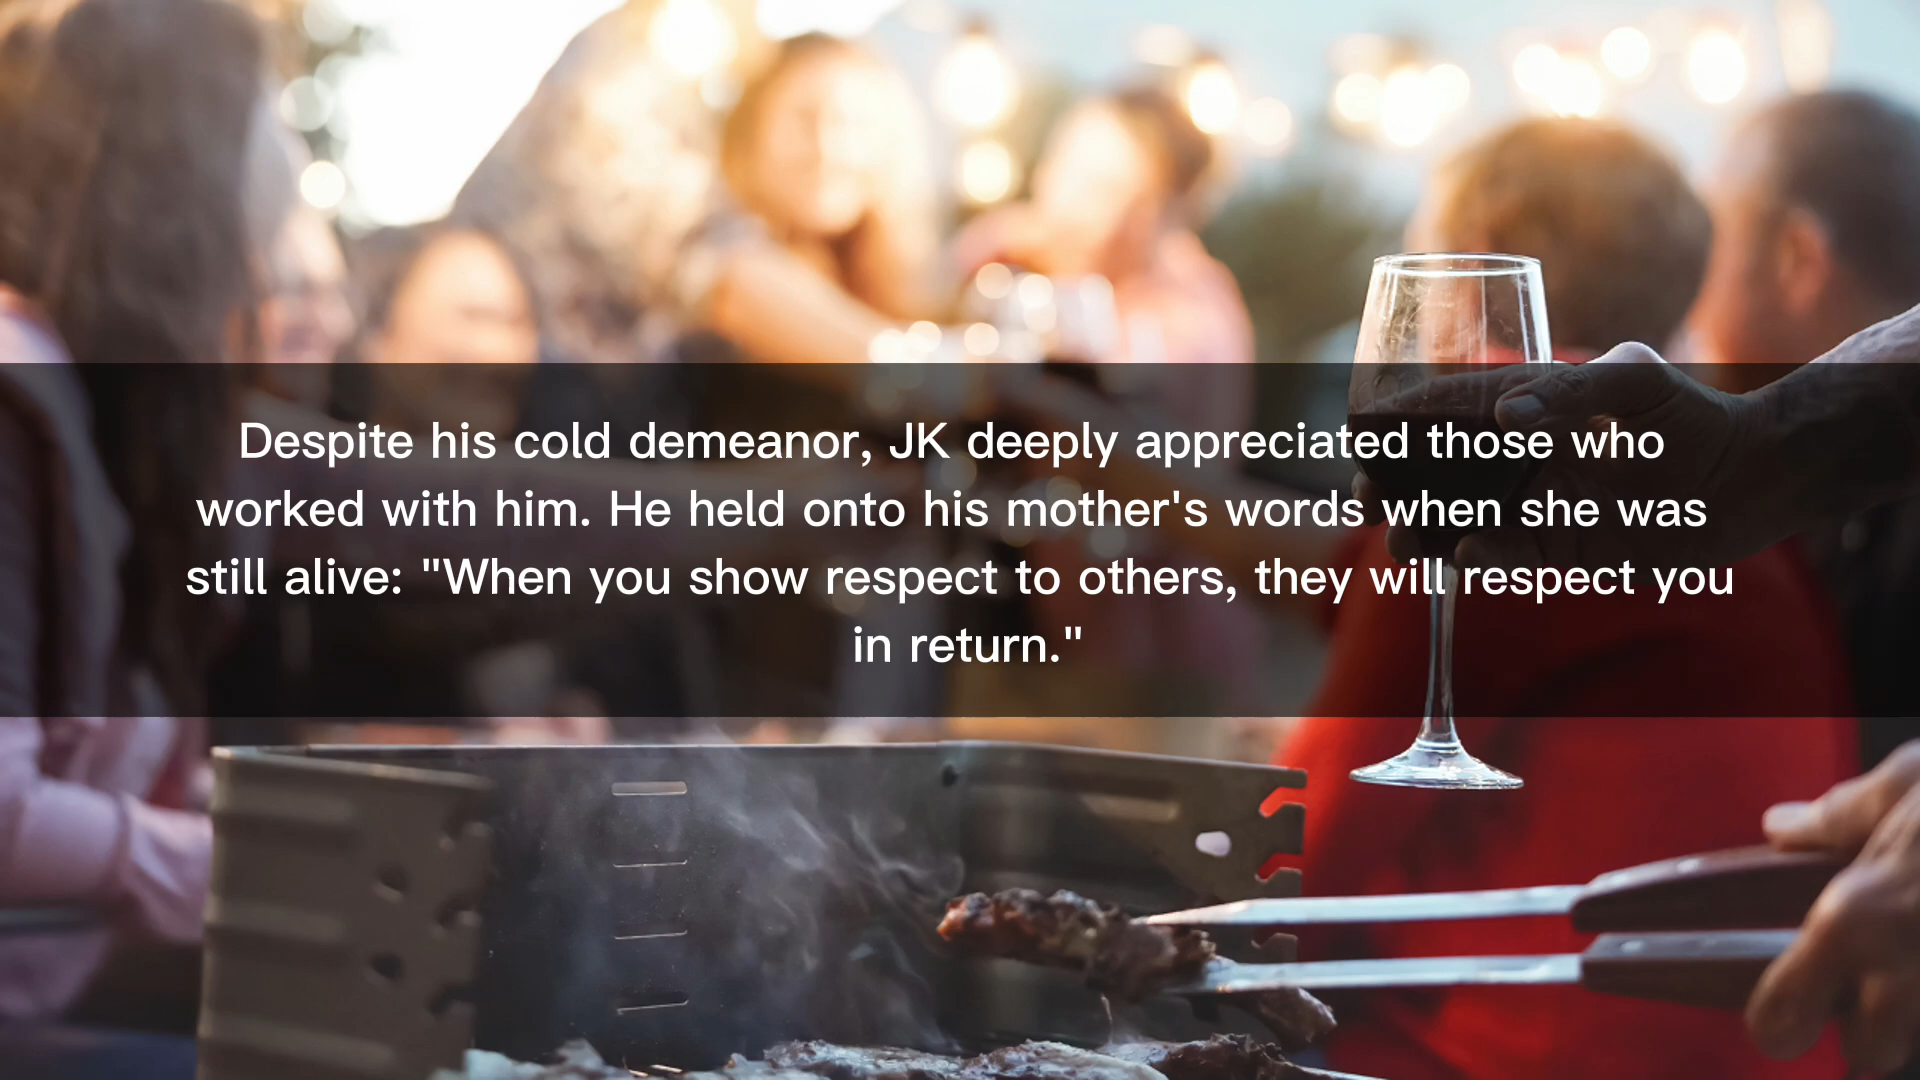 Despite his cold demeanor, JK deeply appreciated those who
worked with him. He held onto his mother's words when she was
still alive: "When you show respect to others, they will respect you
in return."